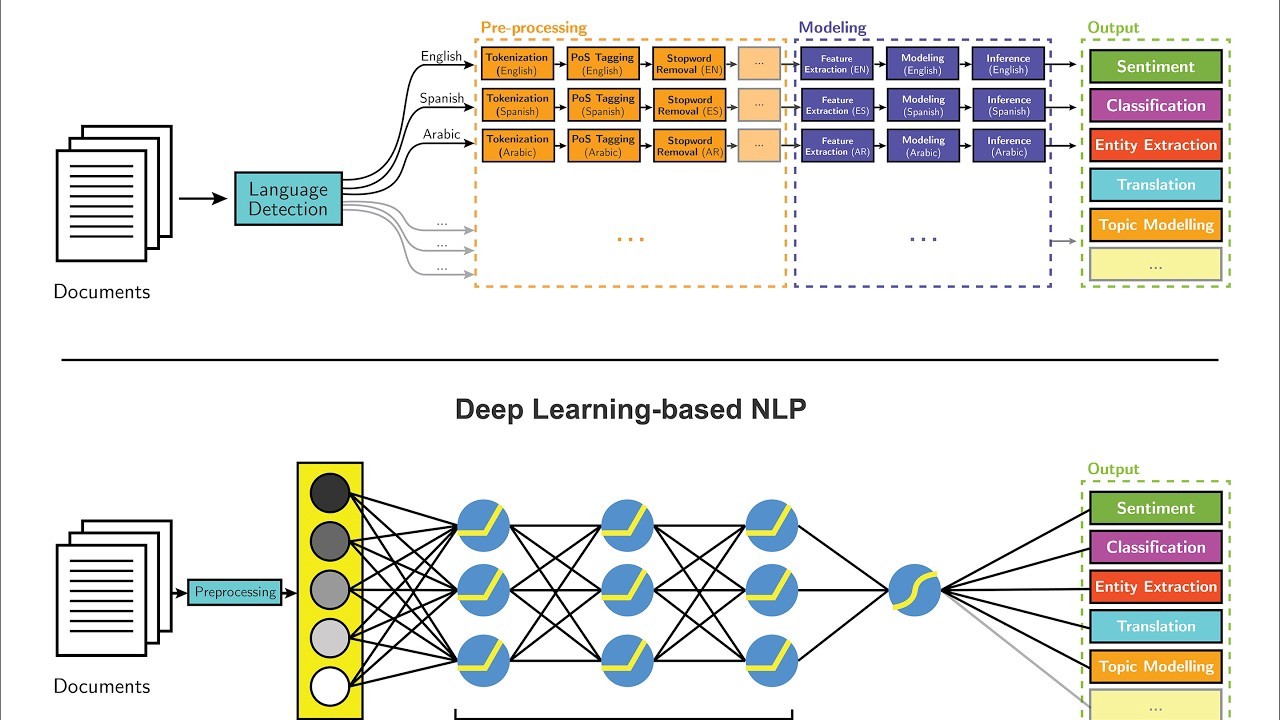 Pre-processing
Modeling
Output
English
Tokenization
(English)
PoS Tagging
(English)
Stopword
Removal (EN)
...
Feature
Extraction (EN)
Modeling
(English)
Inference
(English)
Sentiment
Spanish
Tokenization
(Spanish)
PoS Tagging
(Spanish)
Stopword
Removal (ES)
...
Feature
Extraction (ES)
Modeling
(Spanish)
Inference
(Spanish)
Classification
Arabic
Tokenization
(Arabic)
PoS Tagging
(Arabic)
Stopword
Removal (AR)
...
Feature
Extraction (AR)
Modeling
(Arabic)
Inference
(Arabic)
Entity Extraction
Language
Detection
Translation
...
...
...
...
...
Topic Modelling
...
Documents
Deep Learning-based NLP
Output
Sentiment
Classification
Preprocessing
Entity Extraction
Translation
Topic Modelling
...
Documents